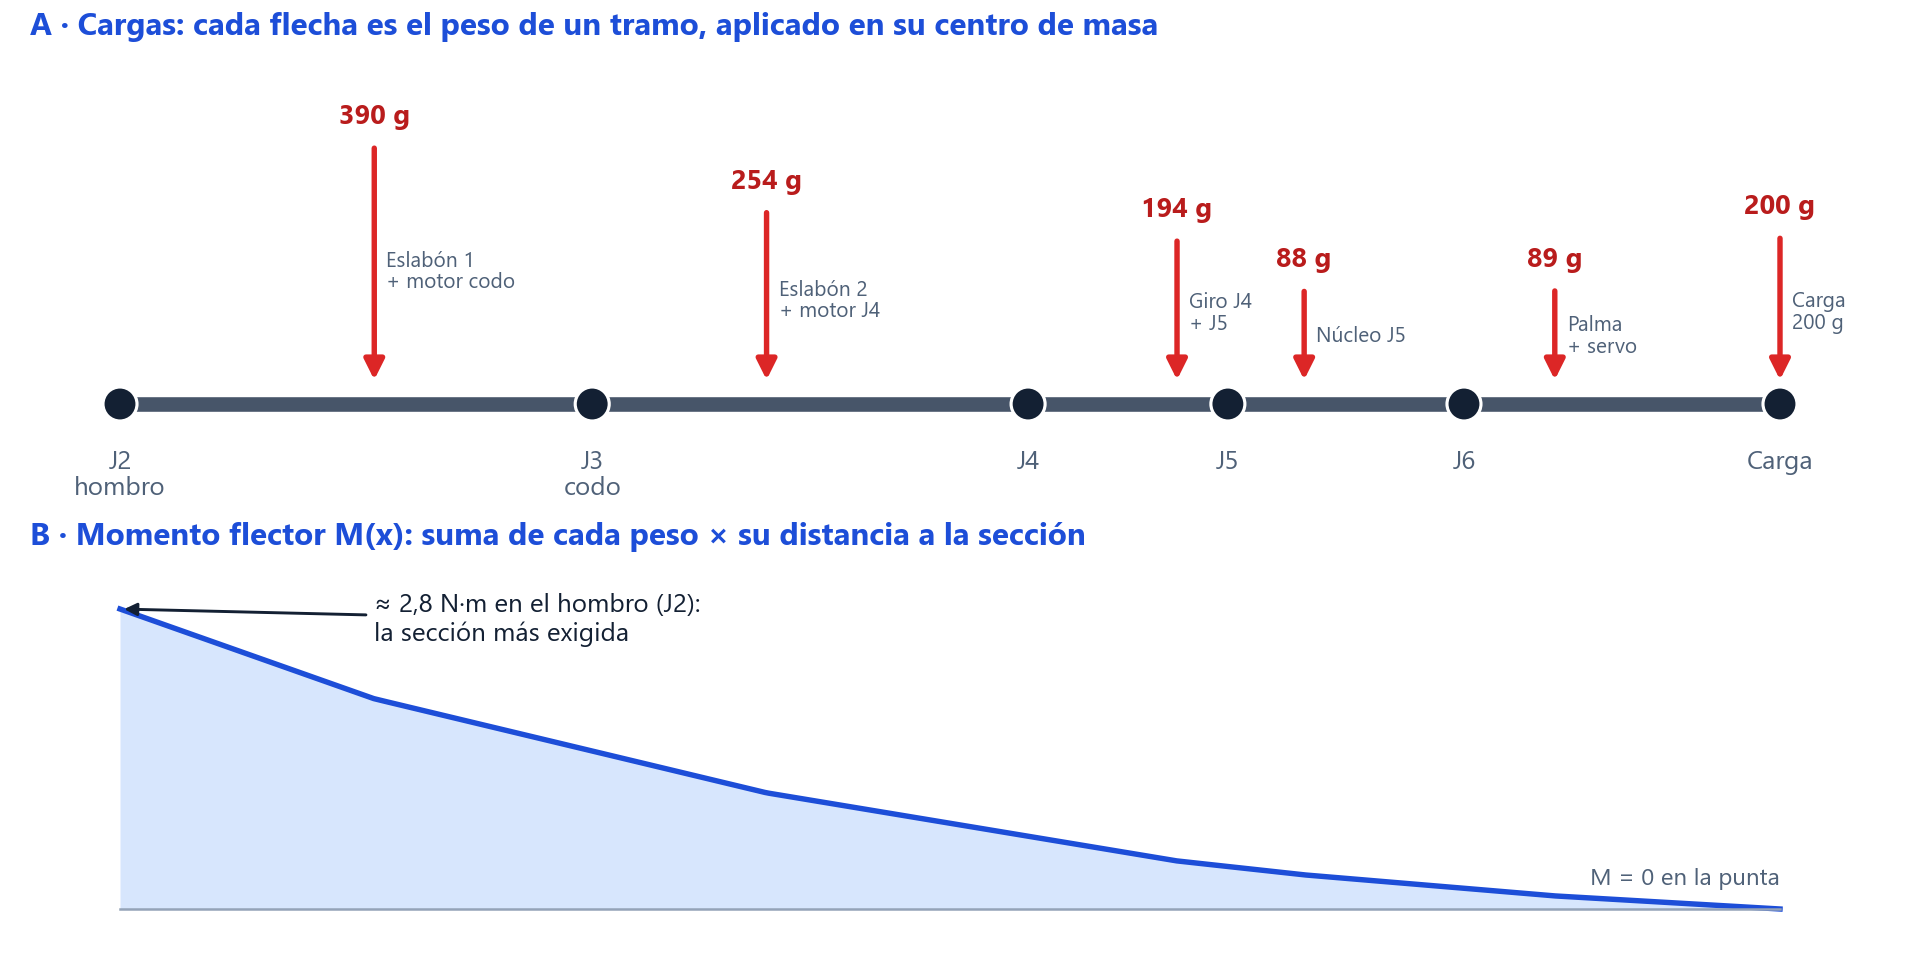 A · Cargas: cada flecha es el peso de un tramo, aplicado en su centro de masa
390 g
254 g
194 g
88 g
89 g
200 g
Eslabón 1
+ motor codo
Eslabón 2
+ motor J4
Giro J4
+ J5
Núcleo J5
Palma
+ servo
Carga
200 g
J2
hombro
J3
codo
J4
J5
J6
Carga
B · Momento flector M(x): suma de cada peso × su distancia a la sección
≈ 2,8 N·m en el hombro (J2):
la sección más exigida
M = 0 en la punta